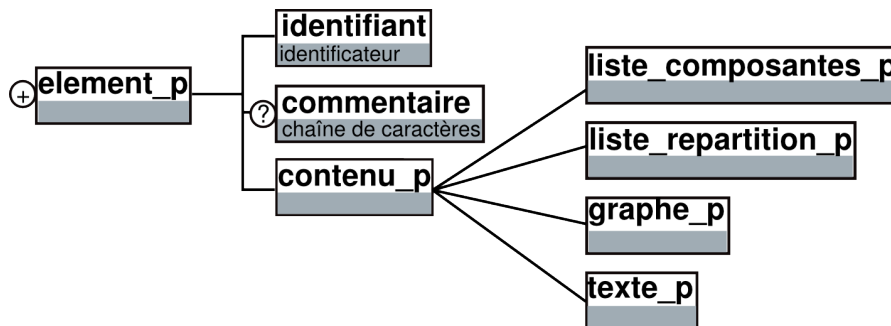 identifiant
identificateur
+
element_p
?
commentaire
chaîne de caractères
contenu_p
liste_composantes_p
liste_repartition_p
graphe_p
texte_p